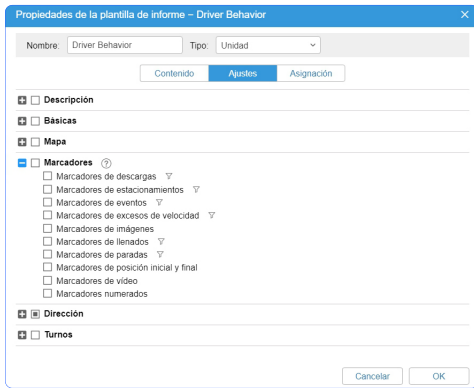 Propiedades de la plantilla de informe – Driver Behavior
Nombre: Driver Behavior Tipo: Unidad
Contenido Ajustes Asignación
Descripción
Bàsicas
Mapa
Marcadores ?
Marcadores de descargas
Marcadores de estacionamientos
Marcadores de eventos
Marcadores de excesos de velocidad
Marcadores de imágenes
Marcadores de llenados
Marcadores de paradas
Marcadores de posición inicial y final
Marcadores de vídeo
Marcadores numerados
Dirección
Turnos
Cancelar OK